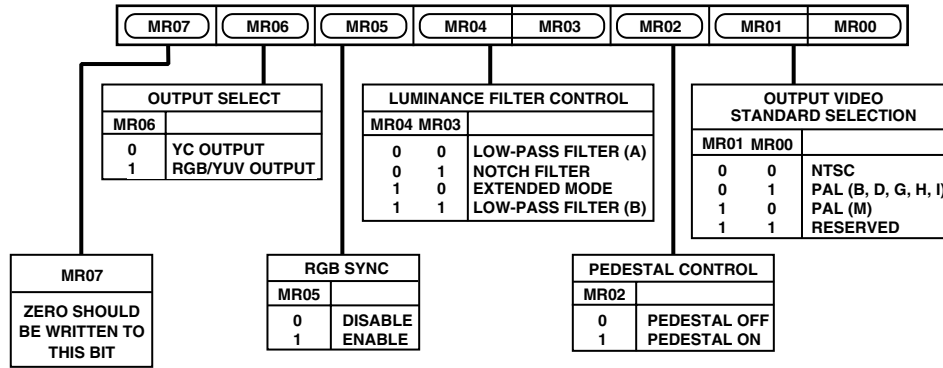 MR07 MR06 MR05 MR04 MR03 MR02 MR01 MR00
OUTPUT SELECT
MR06
0 YC OUTPUT
1 RGB/YUV OUTPUT
LUMINANCE FILTER CONTROL
MR04 MR03
0 0 LOW-PASS FILTER (A)
0 1 NOTCH FILTER
1 0 EXTENDED MODE
1 1 LOW-PASS FILTER (B)
OUTPUT VIDEO
STANDARD SELECTION
MR01 MR00
0 0 NTSC
0 1 PAL (B, D, G, H, I)
1 0 PAL (M)
1 1 RESERVED
MR07
ZERO SHOULD
BE WRITTEN TO
THIS BIT
RGB SYNC
MR05
0 DISABLE
1 ENABLE
PEDESTAL CONTROL
MR02
0 PEDESTAL OFF
1 PEDESTAL ON